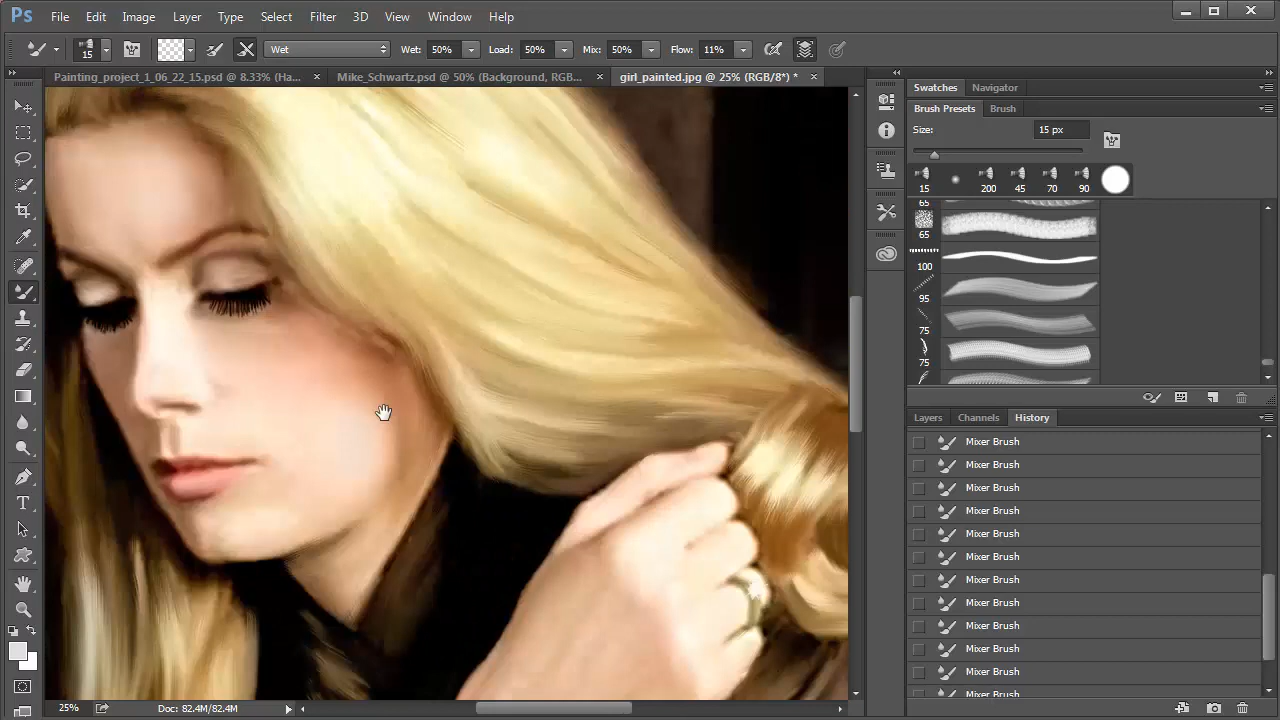 Ps File Edit Image Layer Type Select Filter 3D View Window Help
15 Wet Wet: 50% Load: 50% Mix: 50% Flow: 11%
Painting_project_1_06_22_15.psd @ 8.33% (Ha... × Mike_Schwartz.psd @ 50% (Background, RGB... × girl_painted.jpg @ 25% (RGB/8*) * ×
Swatches Navigator
Brush Presets Brush
Size: 15 px
15 200 45 70 90
65
65
100
95
75
75
Layers Channels History
Mixer Brush
Mixer Brush
Mixer Brush
Mixer Brush
Mixer Brush
Mixer Brush
Mixer Brush
Mixer Brush
Mixer Brush
Mixer Brush
Mixer Brush
Mixer Brush
T
25% Doc: 82.4M/82.4M